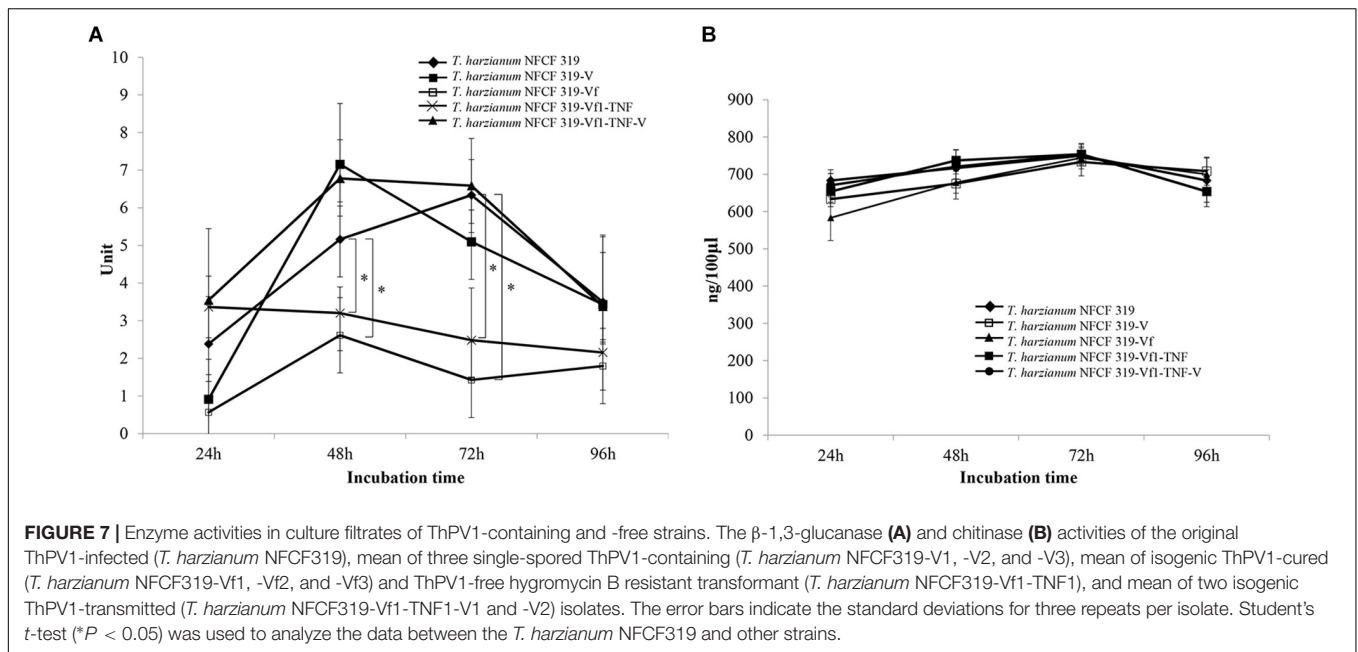 A
10
9
8
7
6
5
4
3
2
1
0
Unit
24h
48h
72h
96h
Incubation time
T. harzianum NFCF 319
T. harzianum NFCF 319-V
T. harzianum NFCF 319-Vf
T. harzianum NFCF 319-Vf1-TNF
T. harzianum NFCF 319-Vf1-TNF-V
*
*
*
*
B
900
800
700
600
500
400
300
200
100
0
ng/100µl
24h
48h
72h
96h
Incubation time
T. harzianum NFCF 319
T. harzianum NFCF 319-V
T. harzianum NFCF 319-Vf
T. harzianum NFCF 319-Vf1-TNF
T. harzianum NFCF 319-Vf1-TNF-V
FIGURE 7 | Enzyme activities in culture filtrates of ThPV1-containing and -free strains. The β-1,3-glucanase (A) and chitinase (B) activities of the original
ThPV1-infected (T. harzianum NFCF319), mean of three single-spored ThPV1-containing (T. harzianum NFCF319-V1, -V2, and -V3), mean of isogenic ThPV1-cured
(T. harzianum NFCF319-Vf1, -Vf2, and -Vf3) and ThPV1-free hygromycin B resistant transformant (T. harzianum NFCF319-Vf1-TNF1), and mean of two isogenic
ThPV1-transmitted (T. harzianum NFCF319-Vf1-TNF1-V1 and -V2) isolates. The error bars indicate the standard deviations for three repeats per isolate. Student's
t-test (*P < 0.05) was used to analyze the data between the T. harzianum NFCF319 and other strains.